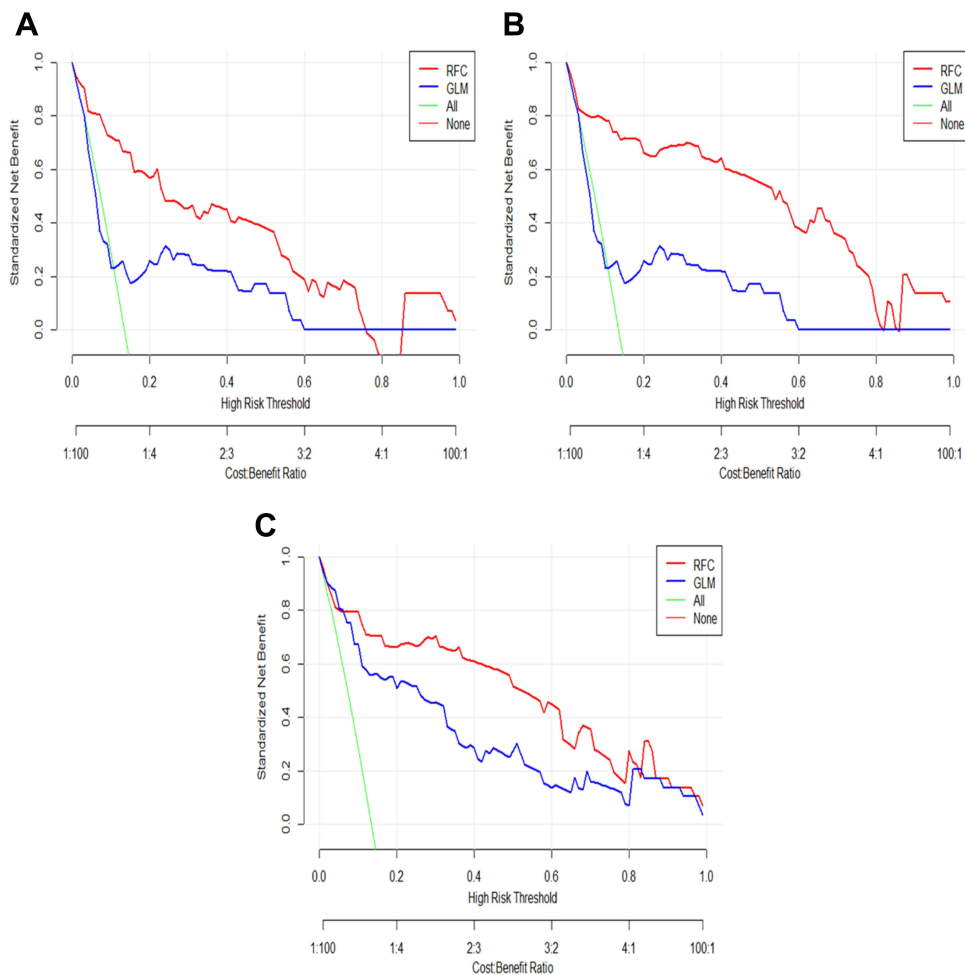 A
Standardized Net Benefit
1.0
0.8
0.6
0.4
0.2
0.0
RFC
GLM
All
None
0.0 0.2 0.4 0.6 0.8 1.0
High Risk Threshold
1:100 1:4 2:3 3:2 4:1 100:1
Cost:Benefit Ratio
B
Standardized Net Benefit
1.0
0.8
0.6
0.4
0.2
0.0
RFC
GLM
All
None
0.0 0.2 0.4 0.6 0.8 1.0
High Risk Threshold
1:100 1:4 2:3 3:2 4:1 100:1
Cost:Benefit Ratio
C
Standardized Net Benefit
1.0
0.8
0.6
0.4
0.2
0.0
RFC
GLM
All
None
0.0 0.2 0.4 0.6 0.8 1.0
High Risk Threshold
1:100 1:4 2:3 3:2 4:1 100:1
Cost:Benefit Ratio